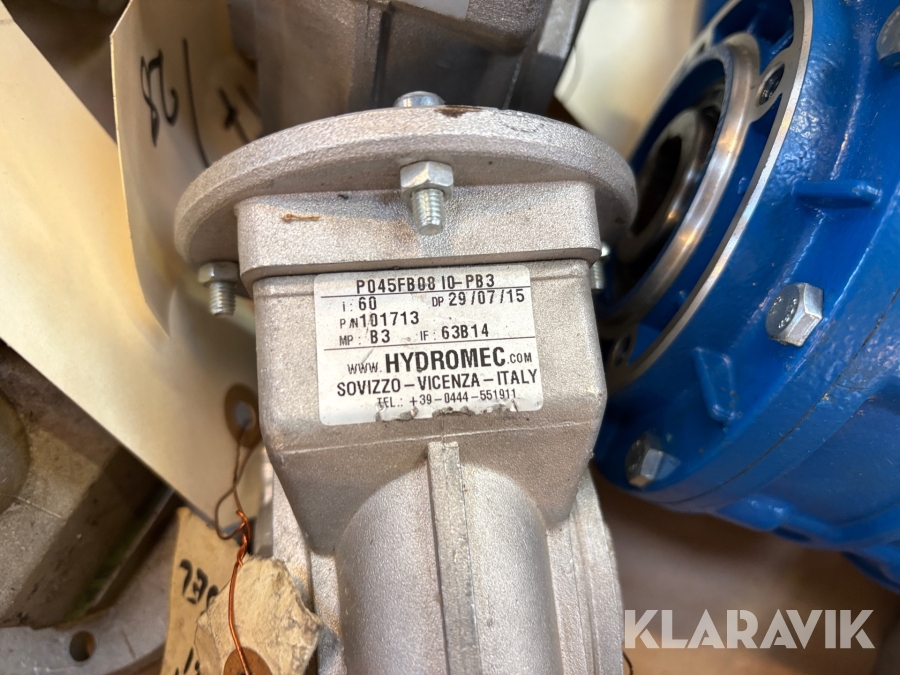 P045FB08 IO-PB3
i: 60 DP 29/07/15
P/N 101713
MP: B3 IF: 63B14
www.HYDROMEC.com
SOVIZZO-VICENZA-ITALY
TEL.: +39-0444-551911
KLARAVIK